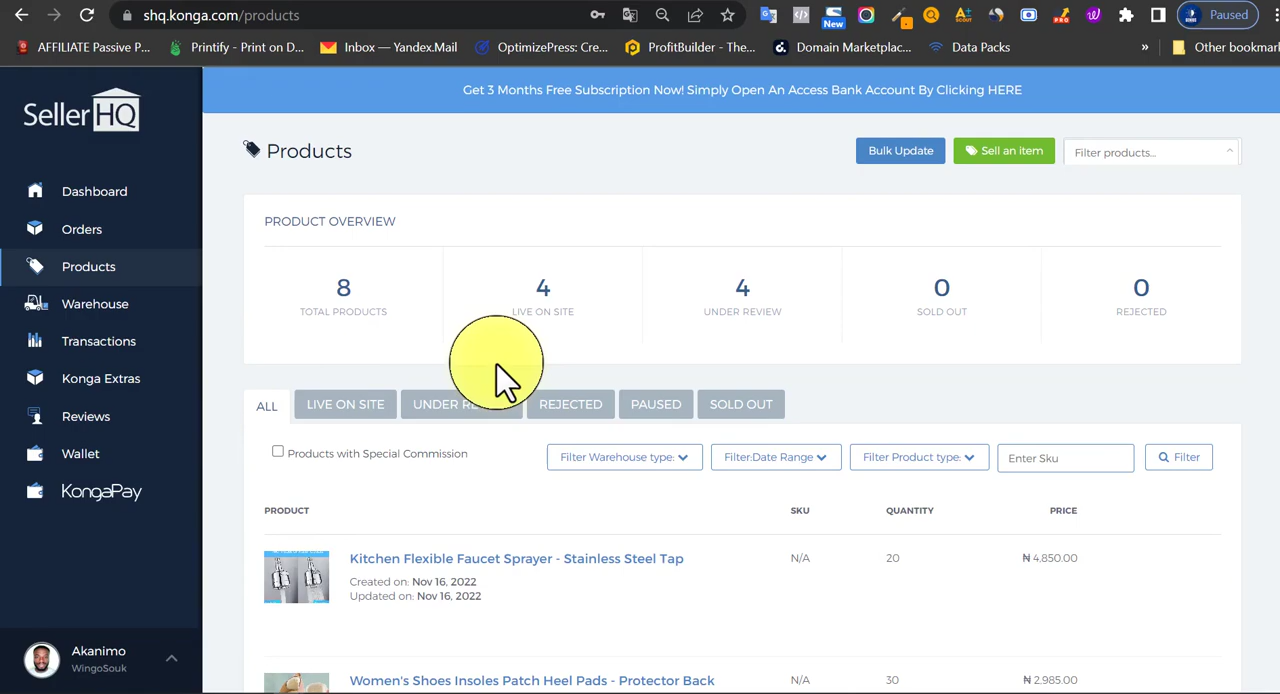 shq.konga.com/products
New
Paused
AFFILIATE Passive P...
Printify - Print on D...
Inbox — Yandex.Mail
OptimizePress: Cre...
ProfitBuilder - The...
Domain Marketplac...
Data Packs
»
Other bookmar
SellerHQ
Get 3 Months Free Subscription Now! Simply Open An Access Bank Account By Clicking HERE
Products
Bulk Update
Sell an item
Filter products...
Dashboard
Orders
Products
Warehouse
Transactions
Konga Extras
Reviews
Wallet
KongaPay
PRODUCT OVERVIEW
8
TOTAL PRODUCTS
4
LIVE ON SITE
4
UNDER REVIEW
0
SOLD OUT
0
REJECTED
ALL
LIVE ON SITE
UNDER
REJECTED
PAUSED
SOLD OUT
Products with Special Commission
Filter Warehouse type:
Filter:Date Range
Filter Product type:
Enter Sku
Filter
PRODUCT
SKU
QUANTITY
PRICE
Kitchen Flexible Faucet Sprayer - Stainless Steel Tap
N/A
20
₦ 4,850.00
Created on: Nov 16, 2022
Updated on: Nov 16, 2022
Women's Shoes Insoles Patch Heel Pads - Protector Back
N/A
30
₦ 2,985.00
Akanimo
WingoSouk